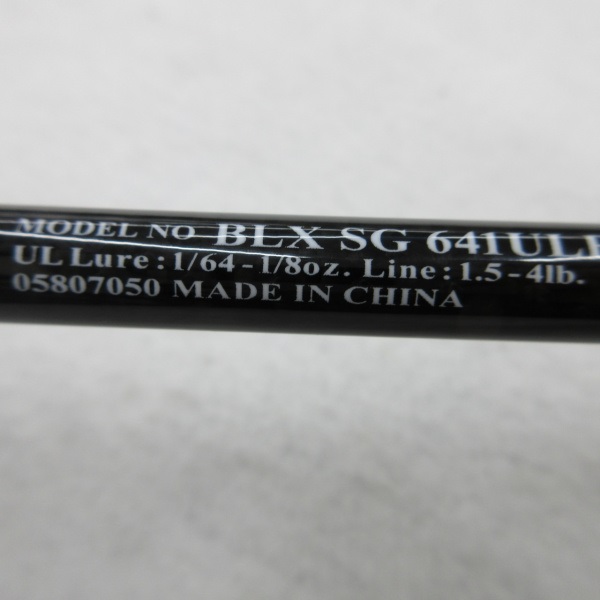 MODEL NO BLX SG 641UL
UL Lure : 1/64 - 1/8oz. Line : 1.5 - 4lb.
05807050 MADE IN CHINA